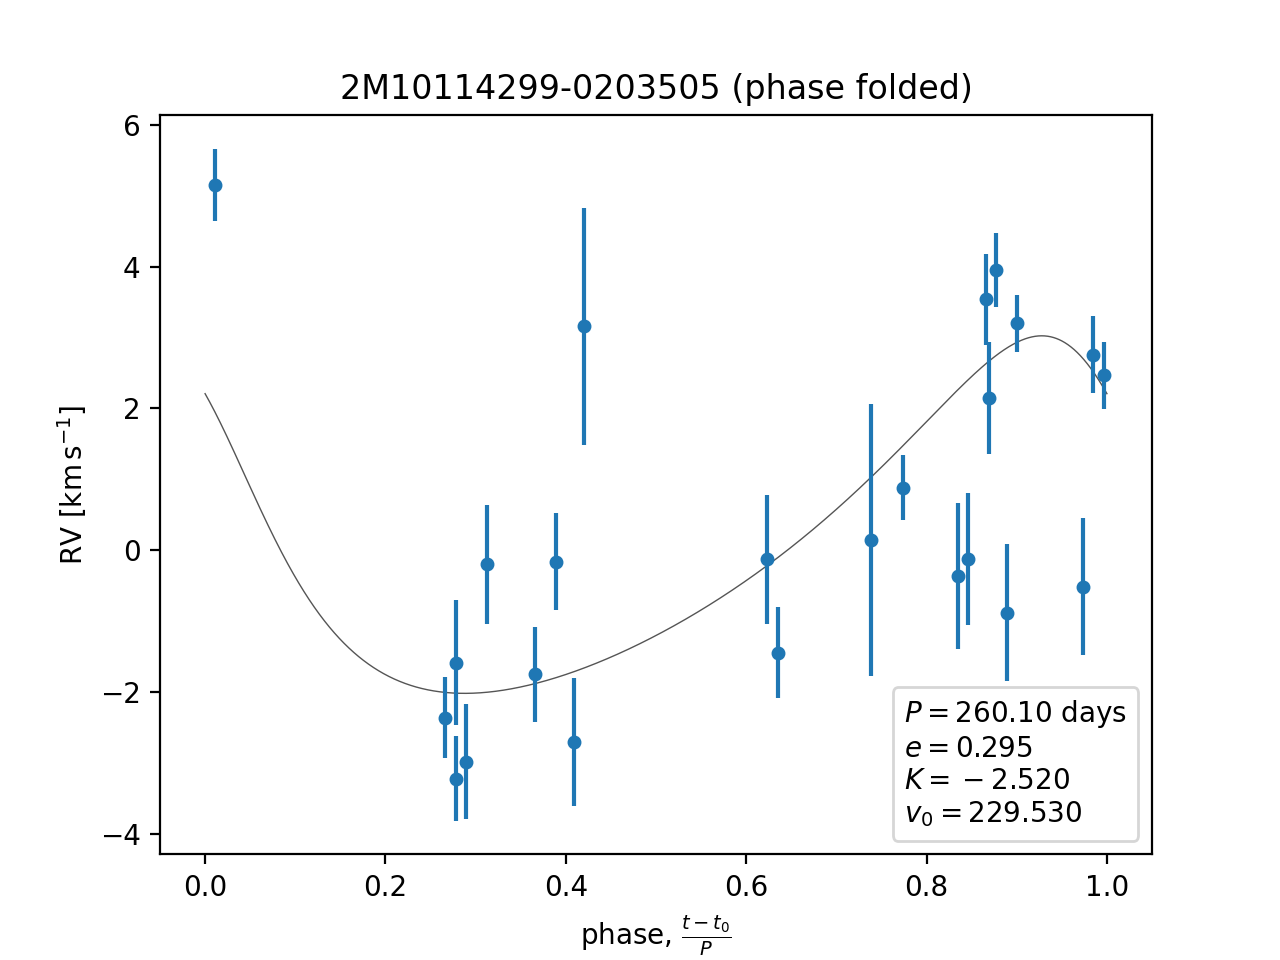 2M10114299-0203505 (phase folded)
RV [km s⁻¹]
6
4
2
0
−2
−4
P = 260.10 days
e = 0.295
K = −2.520
v₀ = 229.530
0.0 0.2 0.4 0.6 0.8 1.0
phase, (t − t₀)/P